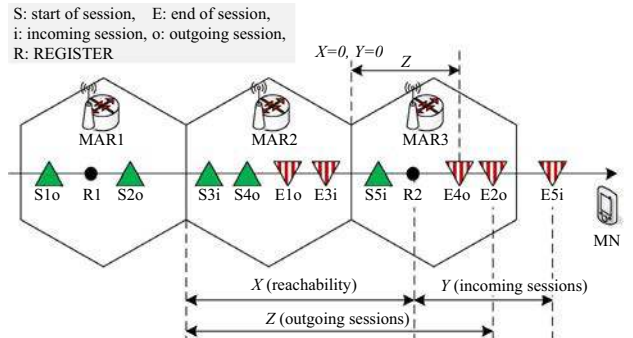 S: start of session, E: end of session,
i: incoming session, o: outgoing session,
R: REGISTER
X=0, Y=0
Z
MAR1 MAR2 MAR3
S1o R1 S2o S3i S4o E1o E3i S5i R2 E4o E2o E5i
MN
X (reachability) Y (incoming sessions)
Z (outgoing sessions)